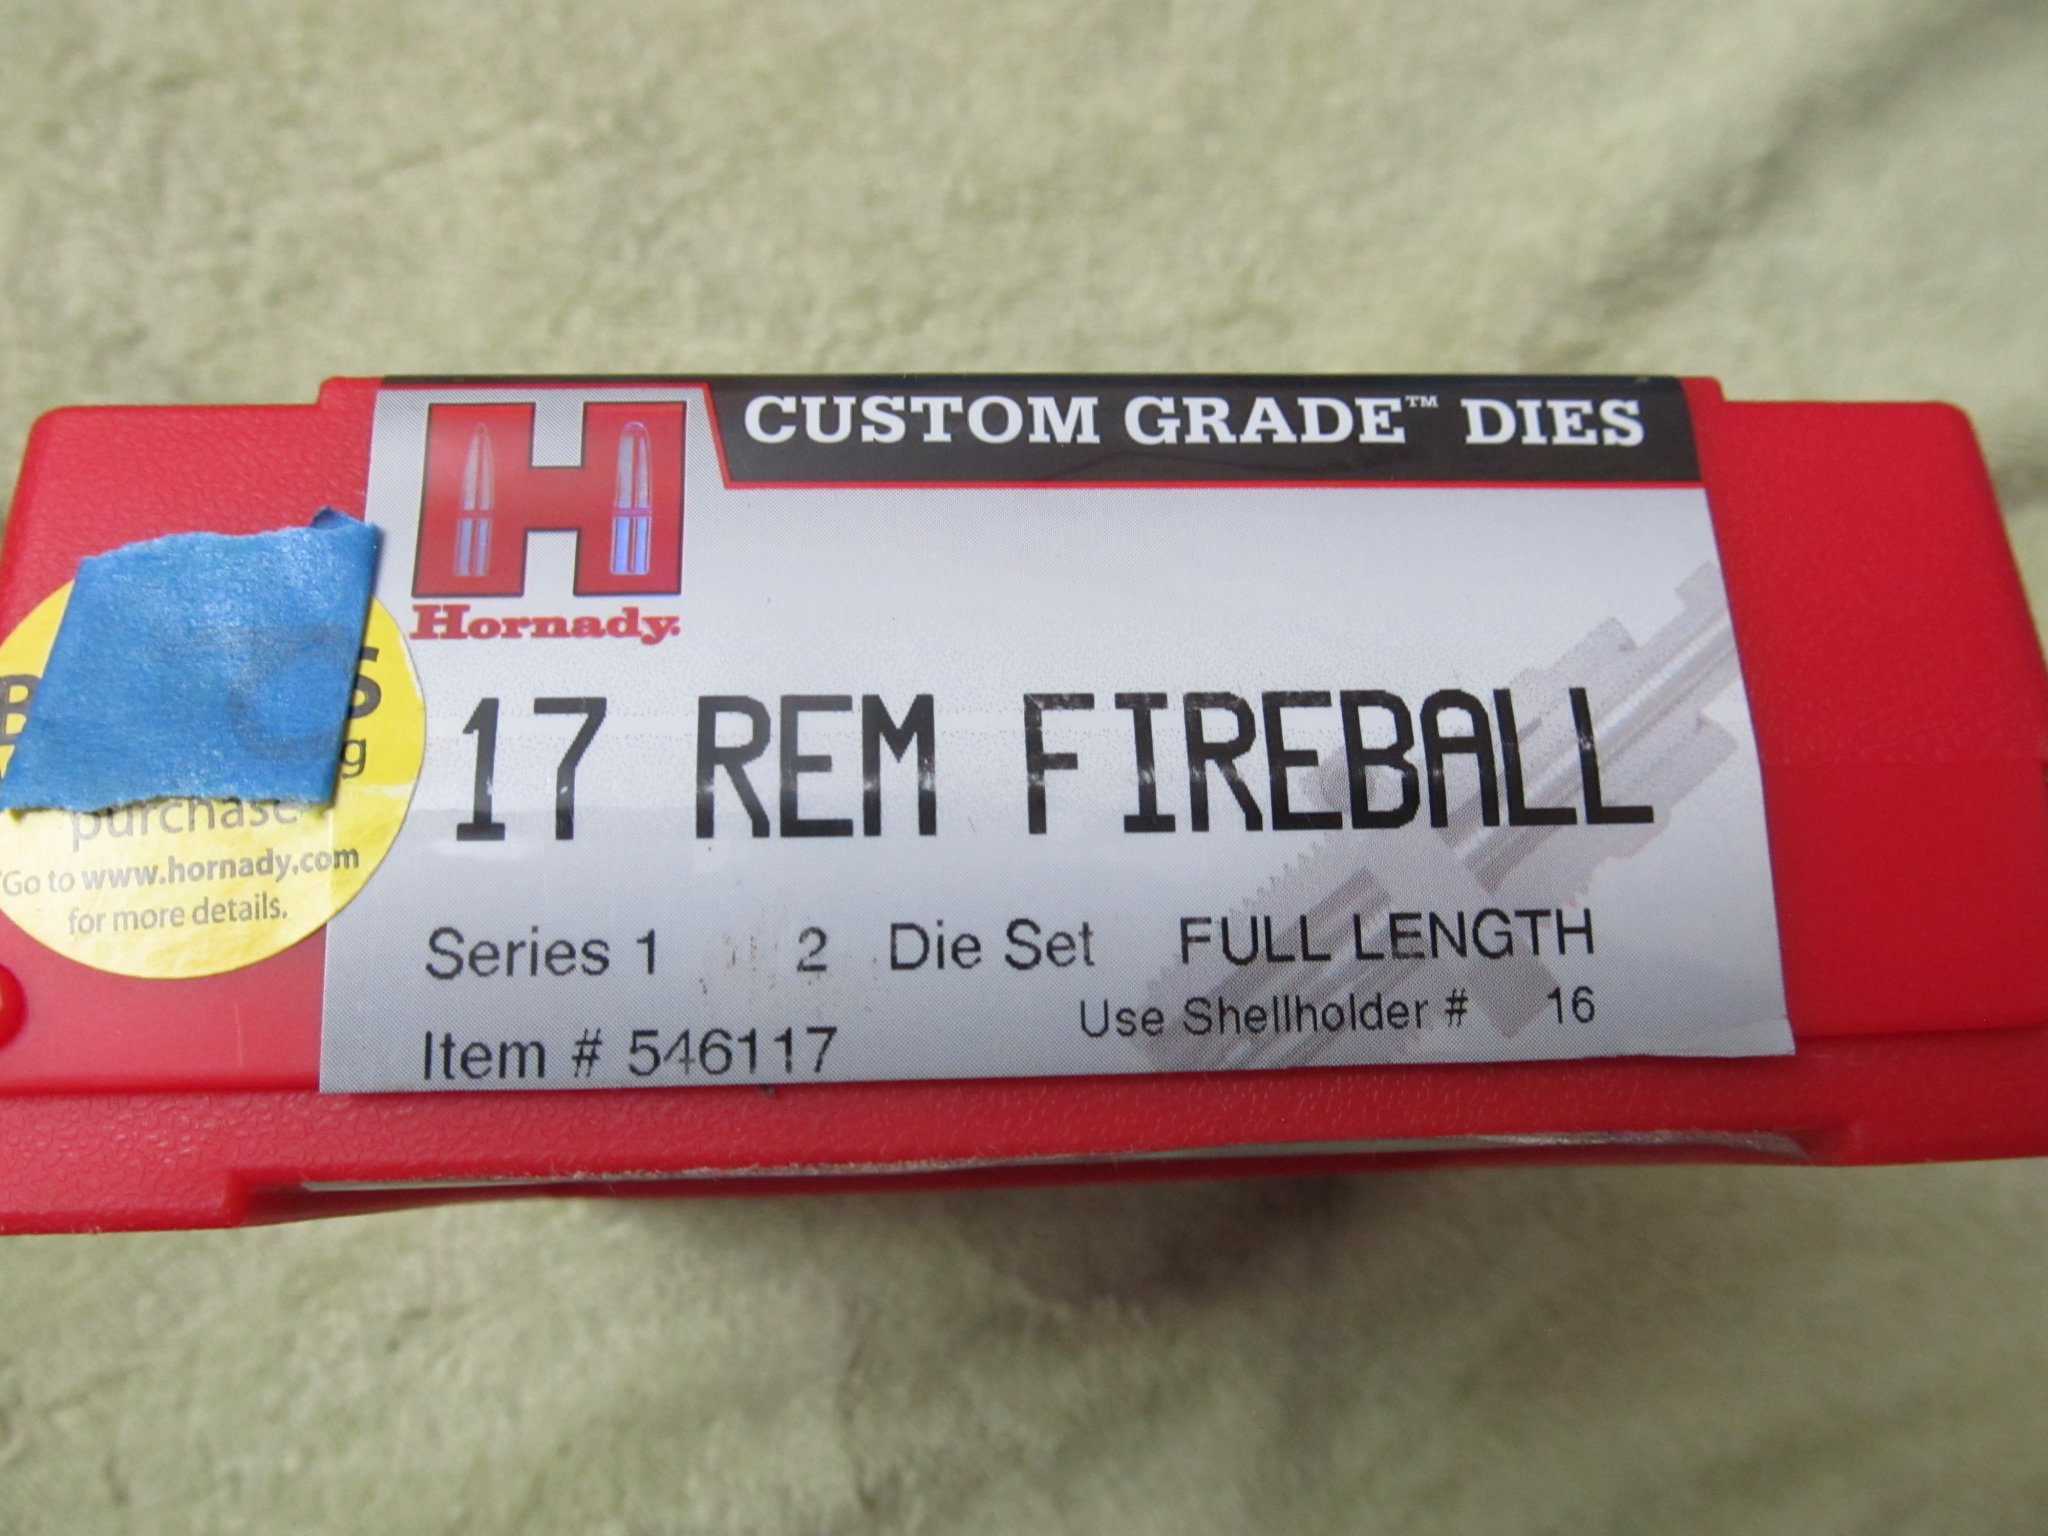 CUSTOM GRADE™ DIES
H
Hornady
17 REM FIREBALL
Series 1 2 Die Set FULL LENGTH
Use Shellholder # 16
Item # 546117
purchase
Go to www.hornady.com
for more details.